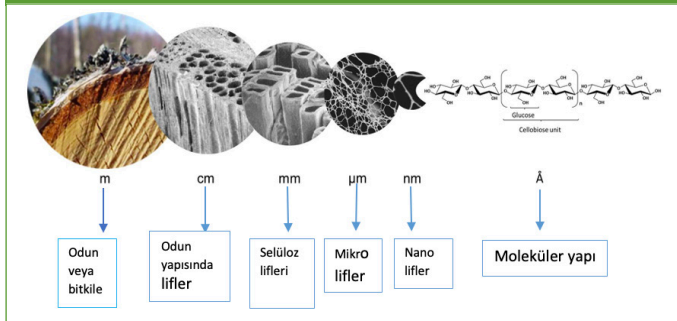 Glucose
Cellobiose unit
n
m
cm
mm
µm
nm
Å
Odun
veya
bitkile
Odun
yapısında
lifler
Selüloz
lifleri
Mikro
lifler
Nano
lifler
Moleküler yapı